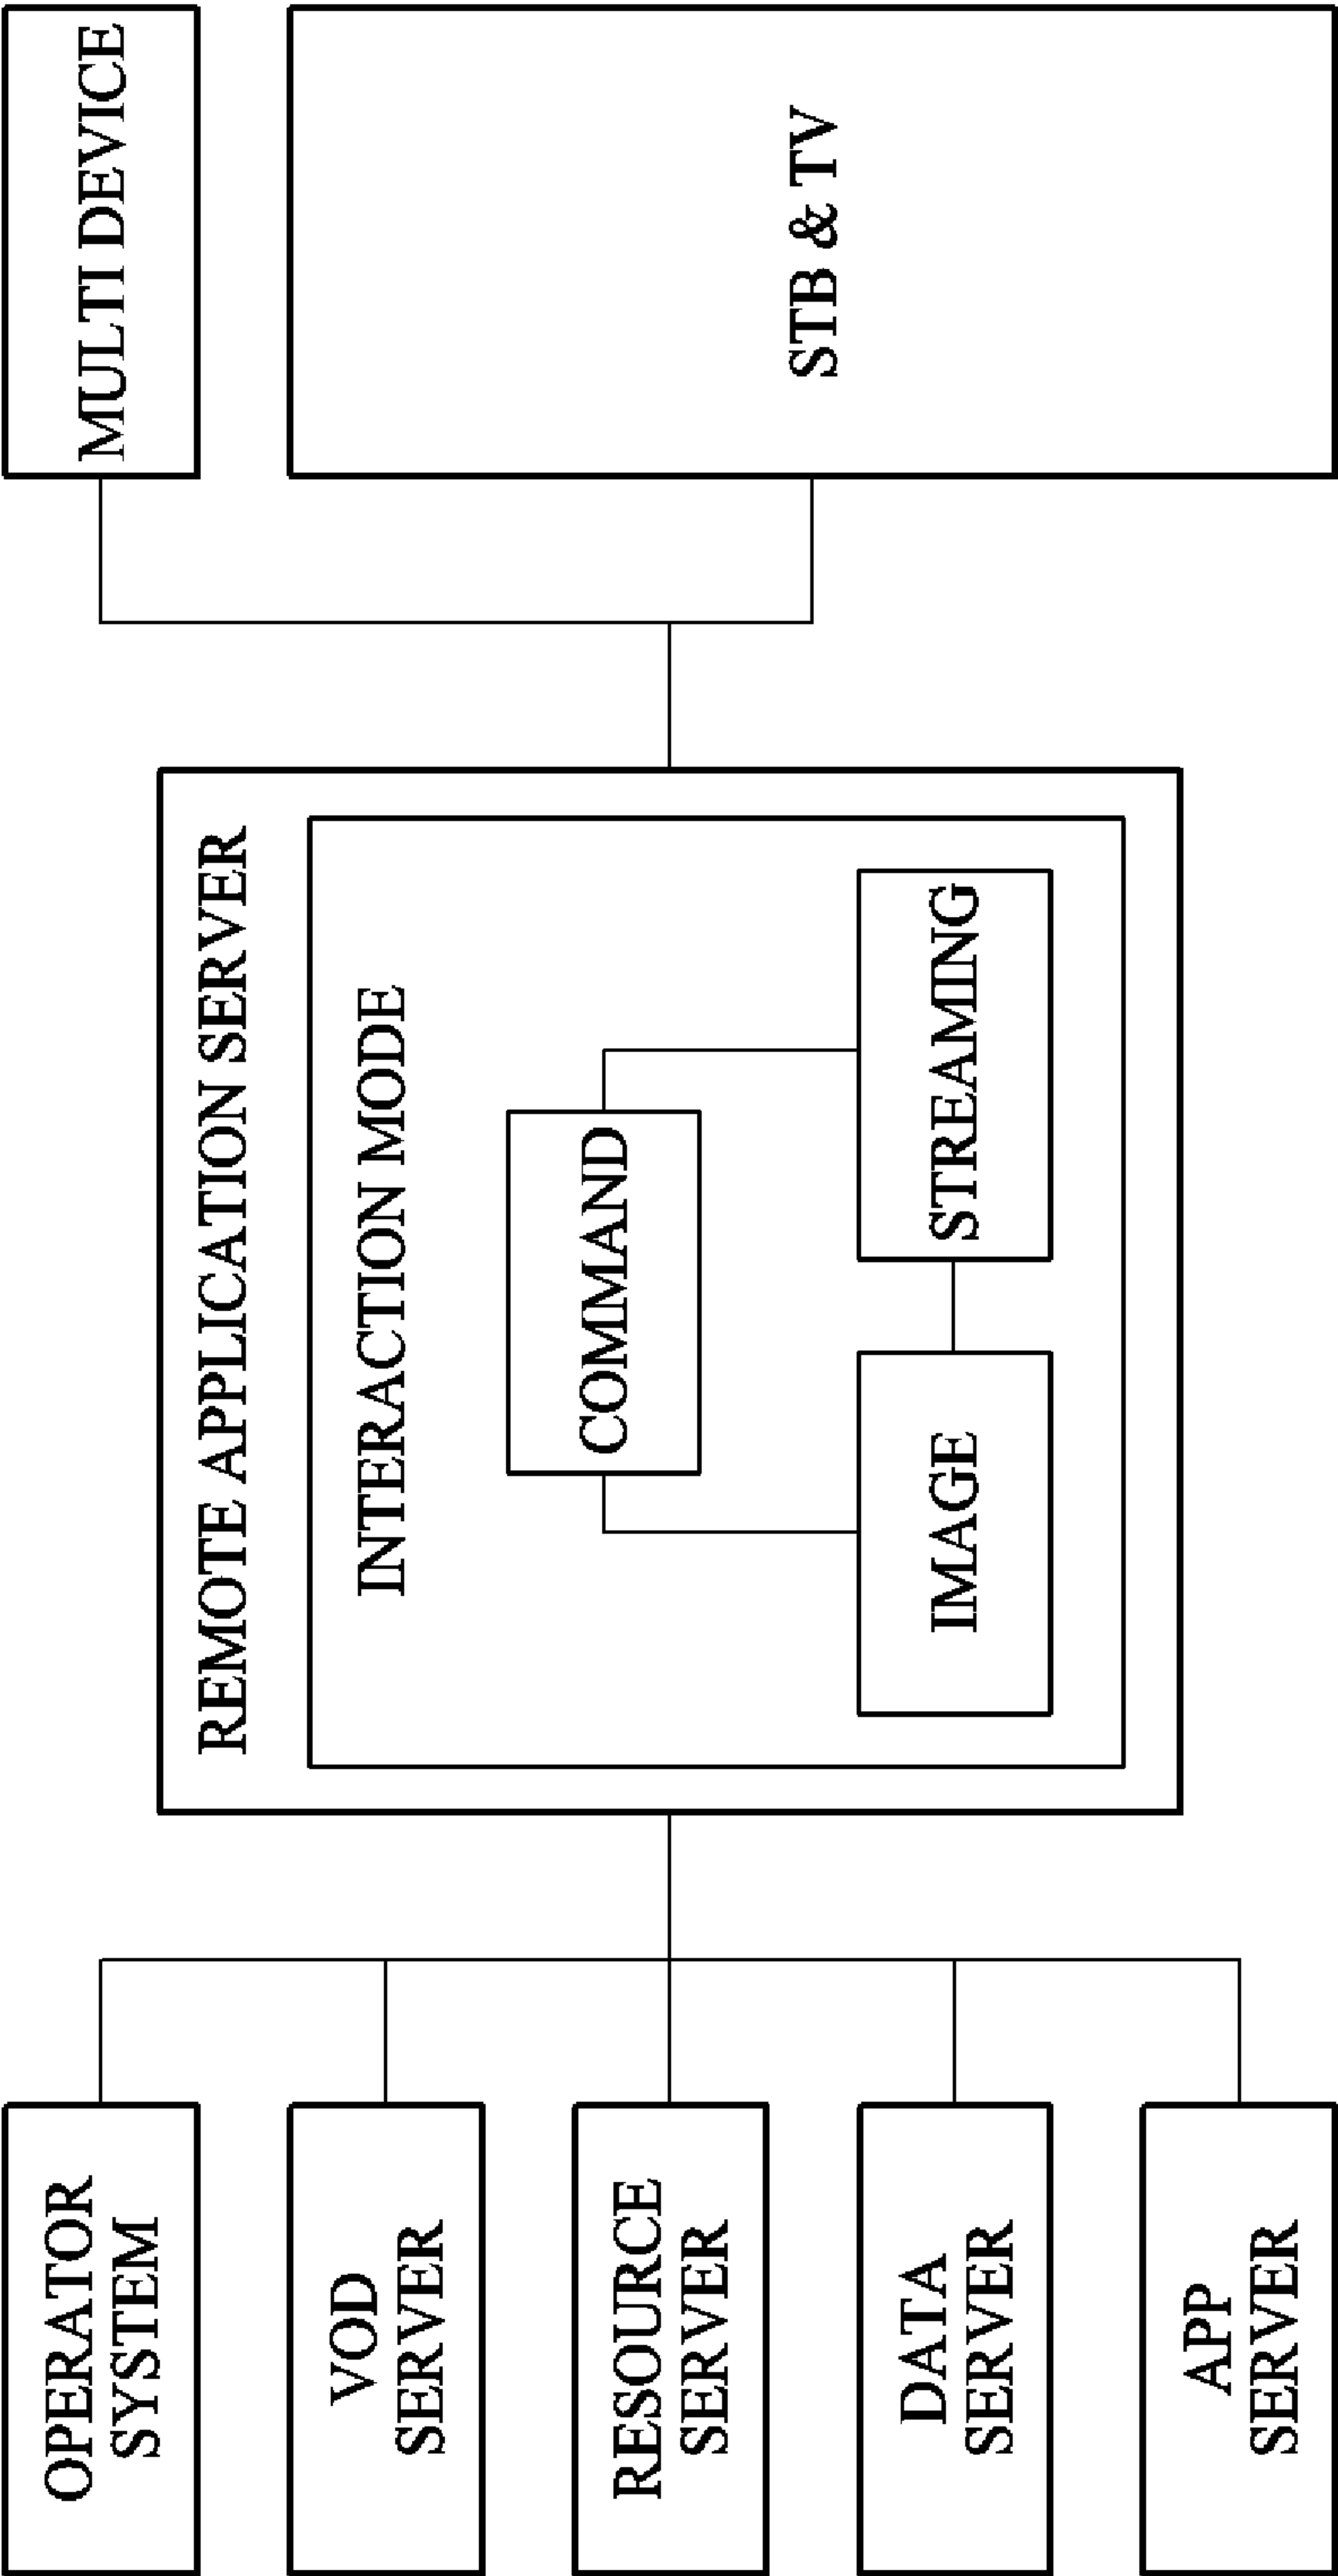 OPERATOR
SYSTEM
VOD
SERVER
RESOURCE
SERVER
DATA
SERVER
APP
SERVER
REMOTE APPLICATION SERVER
INTERACTION MODE
COMMAND
IMAGE
STREAMING
MULTI DEVICE
STB & TV